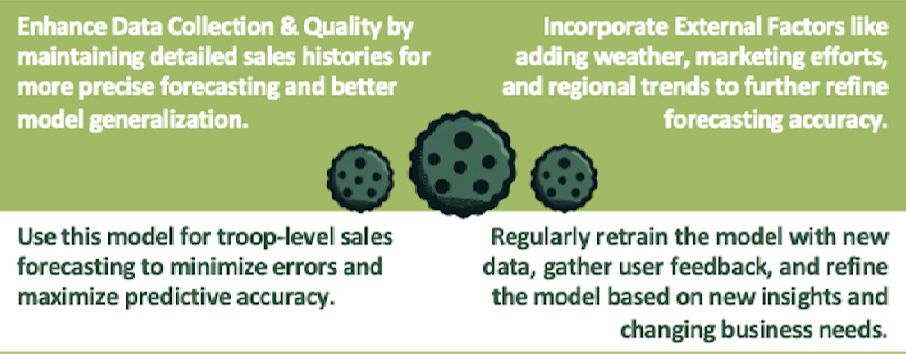 Enhance Data Collection & Quality by
maintaining detailed sales histories for
more precise forecasting and better
model generalization.
Incorporate External Factors like
adding weather, marketing efforts,
and regional trends to further refine
forecasting accuracy.
Use this model for troop-level sales
forecasting to minimize errors and
maximize predictive accuracy.
Regularly retrain the model with new
data, gather user feedback, and refine
the model based on new insights and
changing business needs.